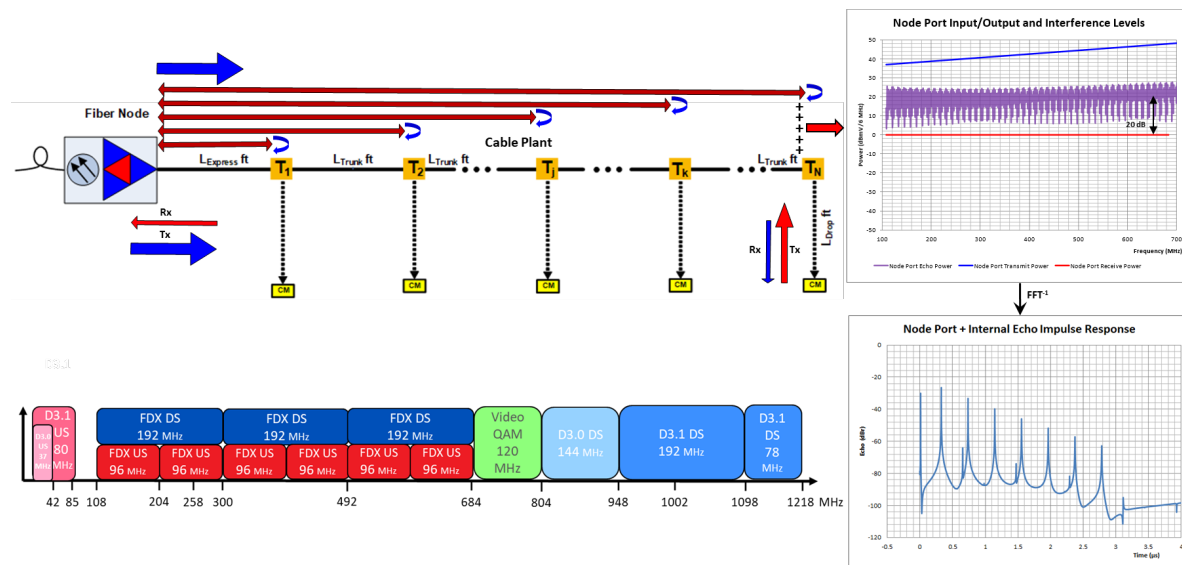 Fiber Node
L_Express ft
L_Trunk ft
L_Trunk ft
Cable Plant
L_Trunk ft
T1
T2
Tj
Tk
TN
Rx
Tx
Rx
Tx
L_Drop ft
CM
CM
CM
CM
CM
Node Port Input/Output and Interference Levels
Power (dBmV/6 MHz)
50
40
30
20
10
0
-10
-20
-30
-40
-50
20 dB
100 200 300 400 500 600 700
Frequency (MHz)
Node Port Echo Power Node Port Transmit Power Node Port Receive Power
FFT-1
Node Port + Internal Echo Impulse Response
Echo (dBr)
0
-20
-40
-60
-80
-100
-120
-0.5 0 0.5 1 1.5 2 2.5 3 3.5 4
Time (µs)
D3.1
D3.1
US
80
MHz
D3.0
US
37
MHz
FDX DS
192 MHz
FDX DS
192 MHz
FDX DS
192 MHz
FDX US
96 MHz
FDX US
96 MHz
FDX US
96 MHz
FDX US
96 MHz
FDX US
96 MHz
FDX US
96 MHz
Video
QAM
120
MHz
D3.0 DS
144 MHz
D3.1 DS
192 MHz
D3.1
DS
78
MHz
42 85 108 204 258 300 492 684 804 948 1002 1098 1218 MHz